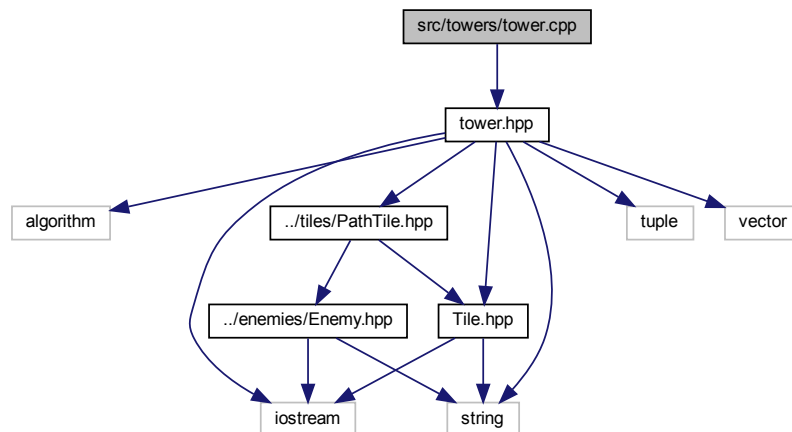 src/towers/tower.cpp
tower.hpp
algorithm
../tiles/PathTile.hpp
tuple
vector
../enemies/Enemy.hpp
Tile.hpp
iostream
string